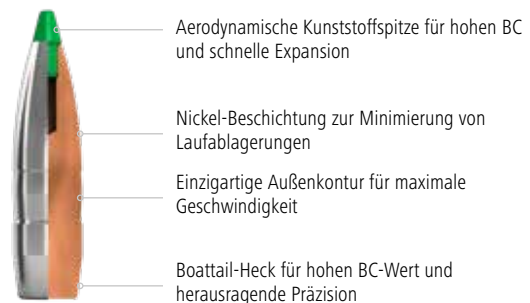 Aerodynamische Kunststoffspitze für hohen BC
und schnelle Expansion
Nickel-Beschichtung zur Minimierung von
Laufablagerungen
Einzigartige Außenkontur für maximale
Geschwindigkeit
Boattail-Heck für hohen BC-Wert und
herausragende Präzision